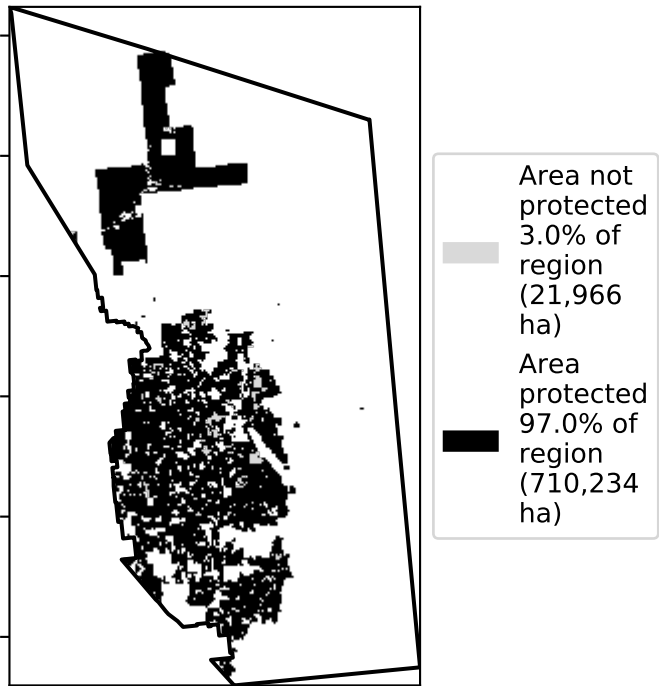 Area not
protected
3.0% of
region
(21,966
ha)
Area
protected
97.0% of
region
(710,234
ha)